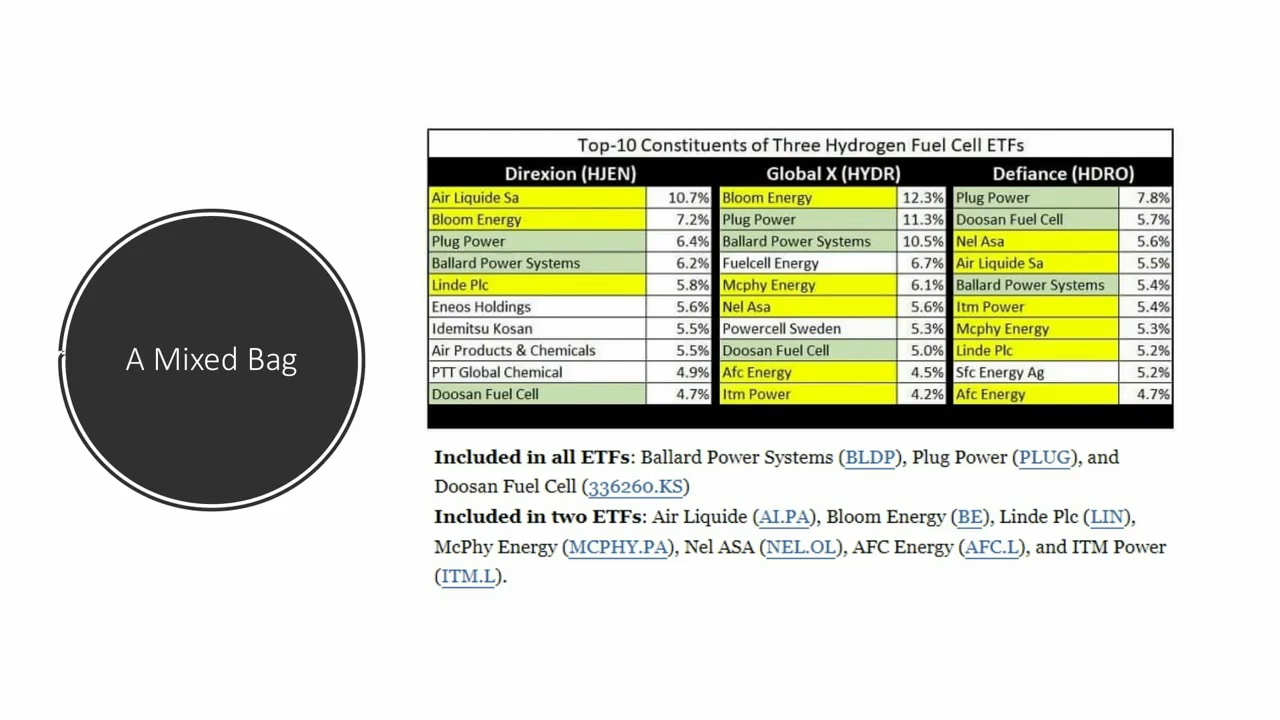 A Mixed Bag
Top-10 Constituents of Three Hydrogen Fuel Cell ETFs
Direxion (HJEN) Global X (HYDR) Defiance (HDRO)
Air Liquide Sa 10.7% Bloom Energy 12.3% Plug Power 7.8%
Bloom Energy 7.2% Plug Power 11.3% Doosan Fuel Cell 5.7%
Plug Power 6.4% Ballard Power Systems 10.5% Nel Asa 5.6%
Ballard Power Systems 6.2% Fuelcell Energy 6.7% Air Liquide Sa 5.5%
Linde Plc 5.8% Mcphy Energy 6.1% Ballard Power Systems 5.4%
Eneos Holdings 5.6% Nel Asa 5.6% Itm Power 5.4%
Idemitsu Kosan 5.5% Powercell Sweden 5.3% Mcphy Energy 5.3%
Air Products & Chemicals 5.5% Doosan Fuel Cell 5.0% Linde Plc 5.2%
PTT Global Chemical 4.9% Afc Energy 4.5% Sfc Energy Ag 5.2%
Doosan Fuel Cell 4.7% Itm Power 4.2% Afc Energy 4.7%
Included in all ETFs: Ballard Power Systems (BLDP), Plug Power (PLUG), and
Doosan Fuel Cell (336260.KS)
Included in two ETFs: Air Liquide (AI.PA), Bloom Energy (BE), Linde Plc (LIN),
McPhy Energy (MCPHY.PA), Nel ASA (NEL.OL), AFC Energy (AFC.L), and ITM Power
(ITM.L).